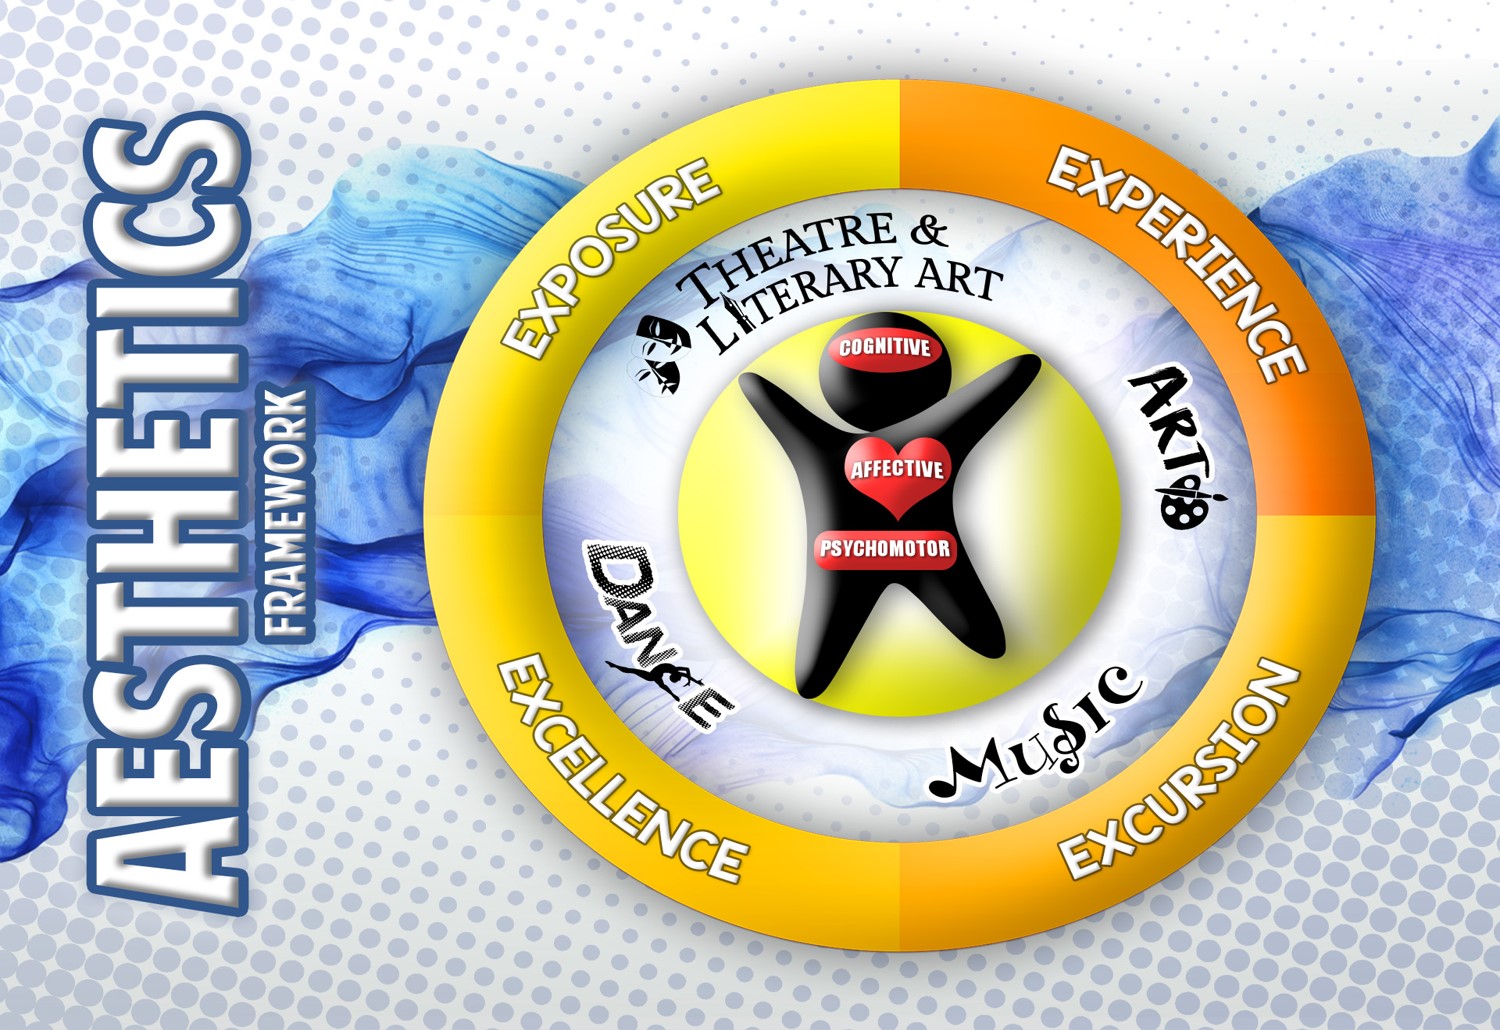 AESTHETICS
FRAMEWORK
EXPOSURE
EXPERIENCE
EXCURSION
EXCELLENCE
THEATRE &
LITERARY ART
ART
MUSIC
DANCE
COGNITIVE
AFFECTIVE
PSYCHOMOTOR